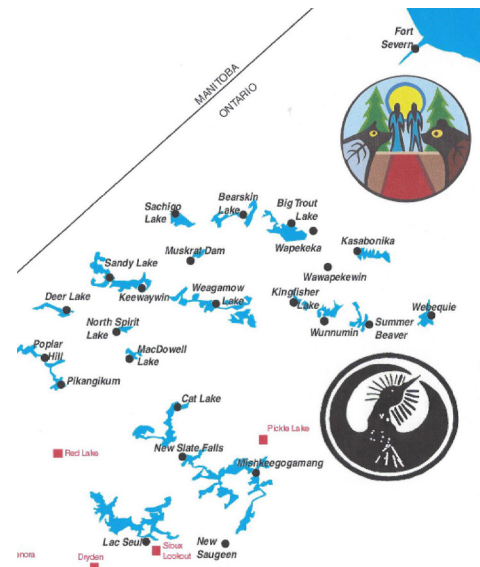 Fort
Severn
MANITOBA
ONTARIO
Sachigo
Lake
Bearskin
Lake
Big Trout
Lake
Wapekeka
Kasabonika
Muskrat Dam
Wawapekewin
Sandy Lake
Keewaywin
Weagamow
Lake
Kingfisher
Lake
Deer Lake
Wunnumin
Summer
Beaver
Webequie
North Spirit
Lake
MacDowell
Lake
Poplar
Hill
Pikangikum
Cat Lake
Pickle Lake
Red Lake
New Slate Falls
Mishkeegogamang
Lac Seul
Sioux
Lookout
New
Saugeen
onora
Dryden